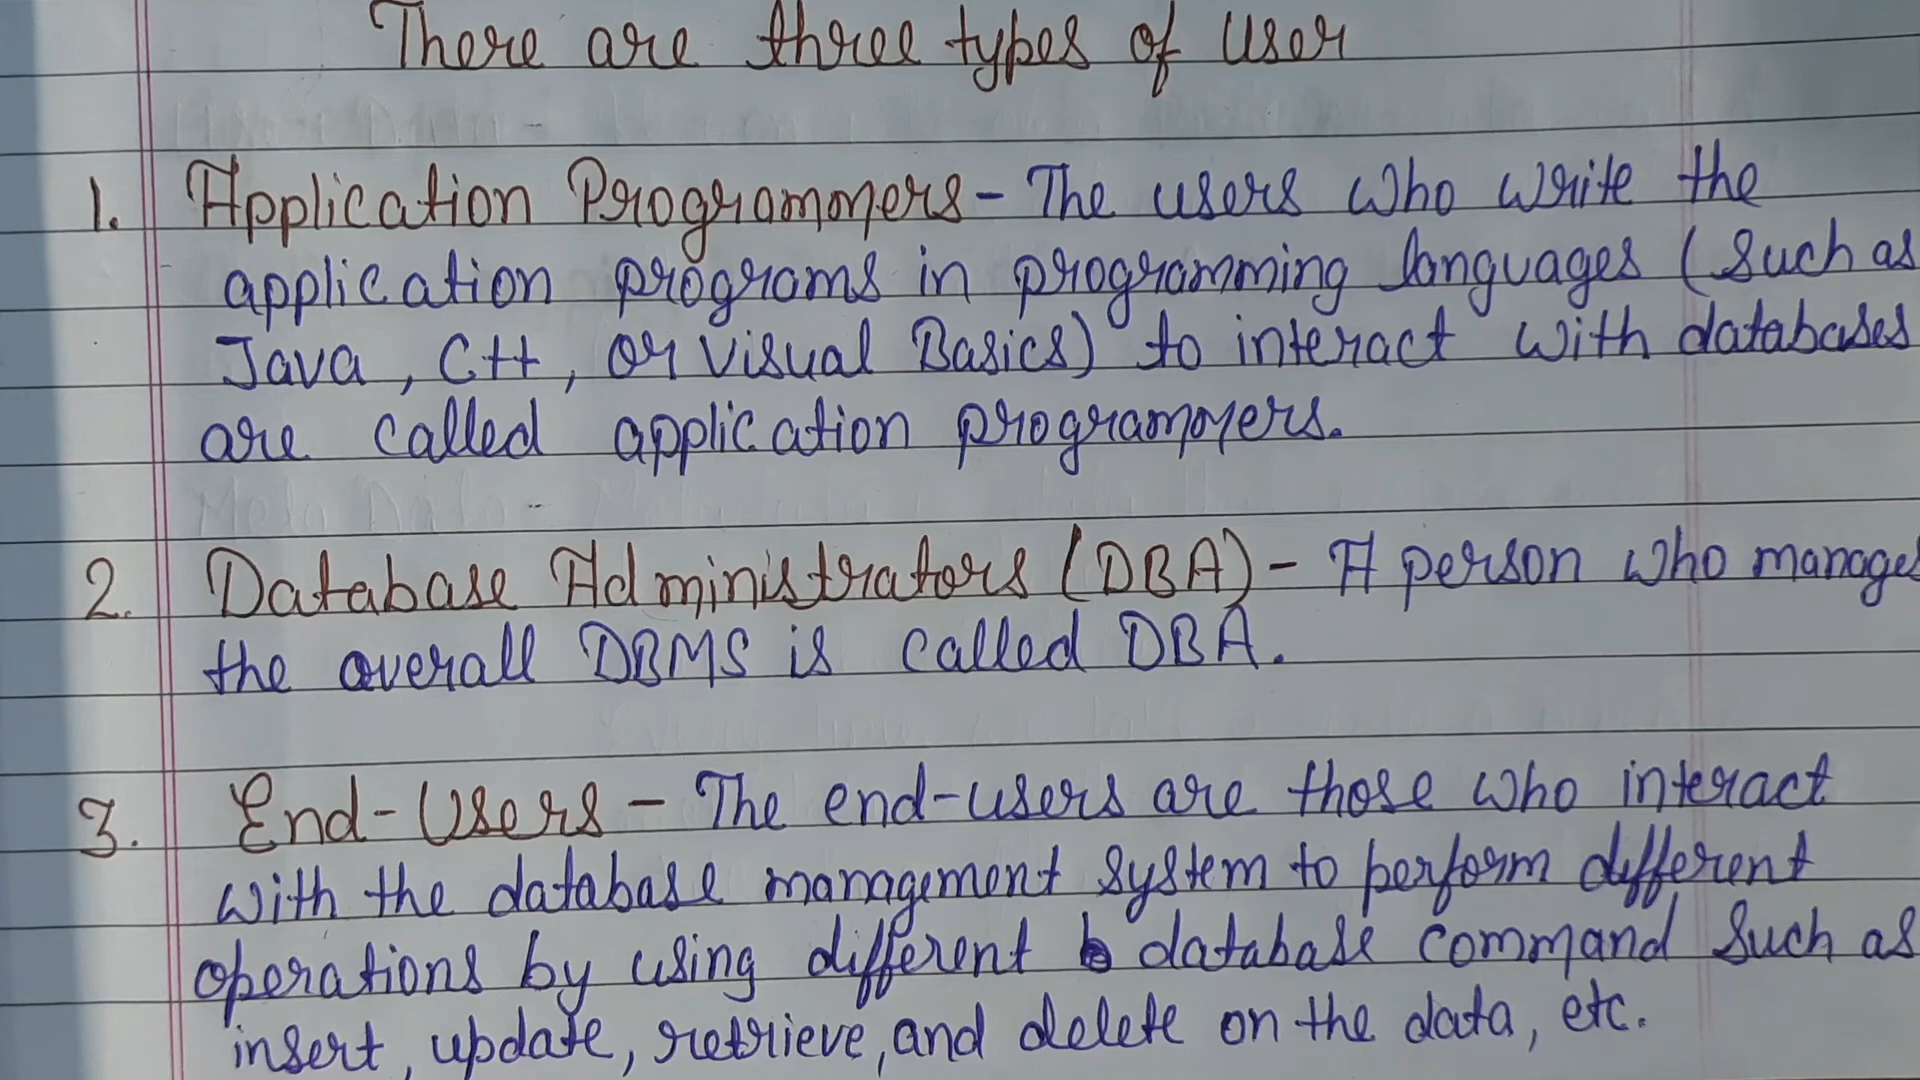 There are three types of User
1. Application Programmers - The users who write the
application programs in programming languages (Such as
Java, C++, or Visual Basics) to interact with databases
are called application programmers.
2. Database Administrators (DBA) - A person who manages
the overall DBMS is called DBA.
3. End-Users - The end-users are those who interact
with the database management system to perform different
operations by using different database command Such as
insert, update, retrieve, and delete on the data, etc.